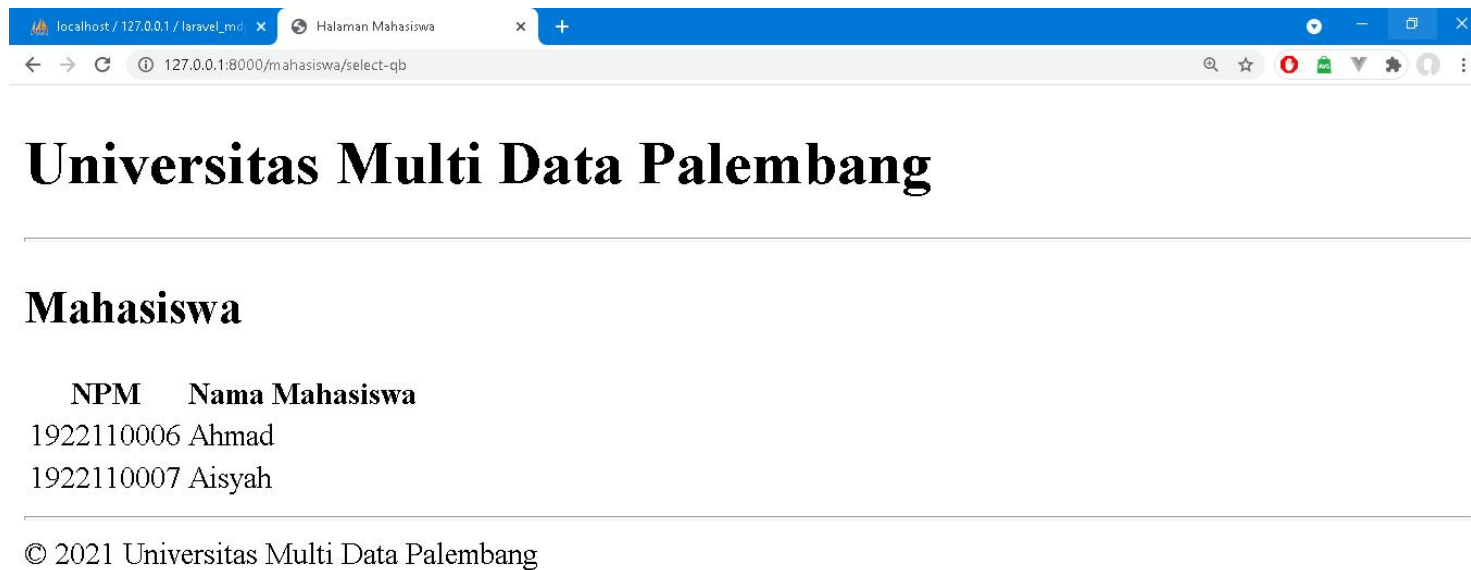 localhost / 127.0.0.1 / laravel_md
Halaman Mahasiswa
127.0.0.1:8000/mahasiswa/select-qb
Universitas Multi Data Palembang
Mahasiswa
NPM Nama Mahasiswa
1922110006 Ahmad
1922110007 Aisyah
© 2021 Universitas Multi Data Palembang